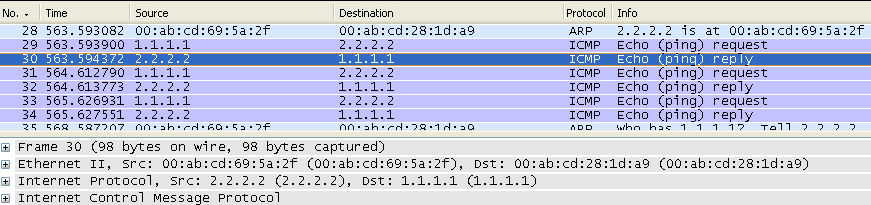 No. Time Source Destination Protocol Info
28 563.593082 00:ab:cd:69:5a:2f 00:ab:cd:28:1d:a9 ARP 2.2.2.2 is at 00:ab:cd:69:5a:2f
29 563.593900 1.1.1.1 2.2.2.2 ICMP Echo (ping) request
30 563.594372 2.2.2.2 1.1.1.1 ICMP Echo (ping) reply
31 564.612790 1.1.1.1 2.2.2.2 ICMP Echo (ping) request
32 564.613773 2.2.2.2 1.1.1.1 ICMP Echo (ping) reply
33 565.626931 1.1.1.1 2.2.2.2 ICMP Echo (ping) request
34 565.627551 2.2.2.2 1.1.1.1 ICMP Echo (ping) reply
35 568.587207 00:ab:cd:69:5a:2f 00:ab:cd:28:1d:a9 ARP Who has 1.1.1.1? Tell 2.2.2.2
Frame 30 (98 bytes on wire, 98 bytes captured)
Ethernet II, Src: 00:ab:cd:69:5a:2f (00:ab:cd:69:5a:2f), Dst: 00:ab:cd:28:1d:a9 (00:ab:cd:28:1d:a9)
Internet Protocol, Src: 2.2.2.2 (2.2.2.2), Dst: 1.1.1.1 (1.1.1.1)
Internet Control Message Protocol